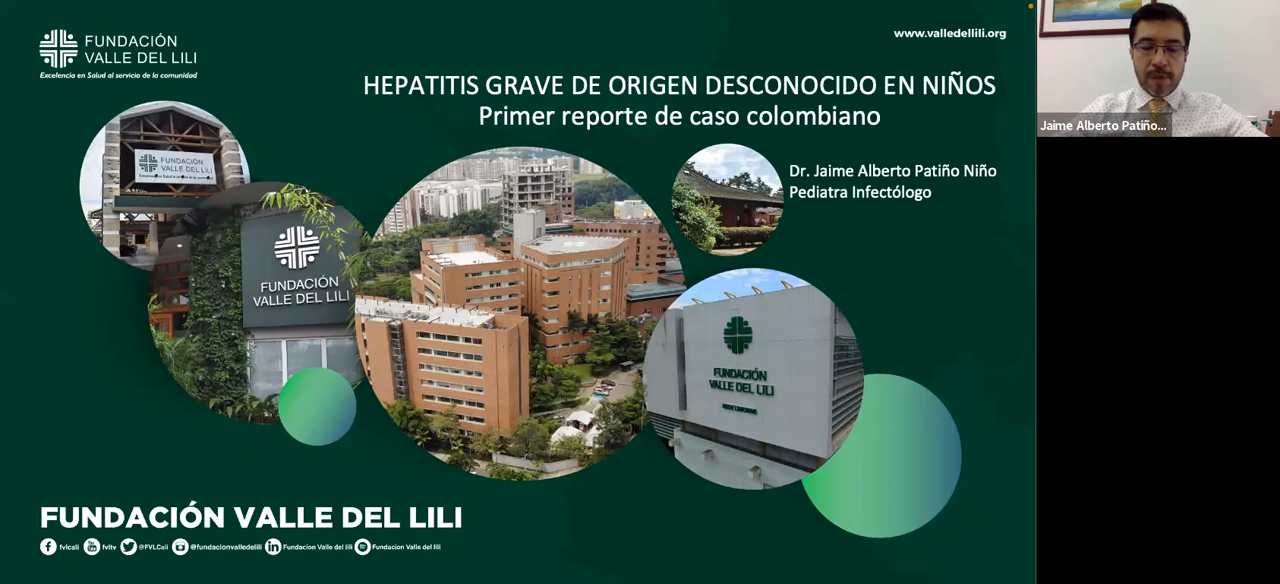 FUNDACIÓN
VALLE DEL LILI
Excelencia en Salud al servicio de la comunidad
www.valledellili.org
HEPATITIS GRAVE DE ORIGEN DESCONOCIDO EN NIÑOS
Primer reporte de caso colombiano
Dr. Jaime Alberto Patiño Niño
Pediatra Infectólogo
Jaime Alberto Patiño...
FUNDACIÓN
VALLE DEL LILI
FUNDACIÓN
VALLE DEL LILI
FUNDACIÓN
VALLE DEL LILI
FUNDACIÓN VALLE DEL LILI
fvlcali fvltv @FVLCali @fundacionvalledellili Fundacion Valle del lili Fundacion Valle del lili